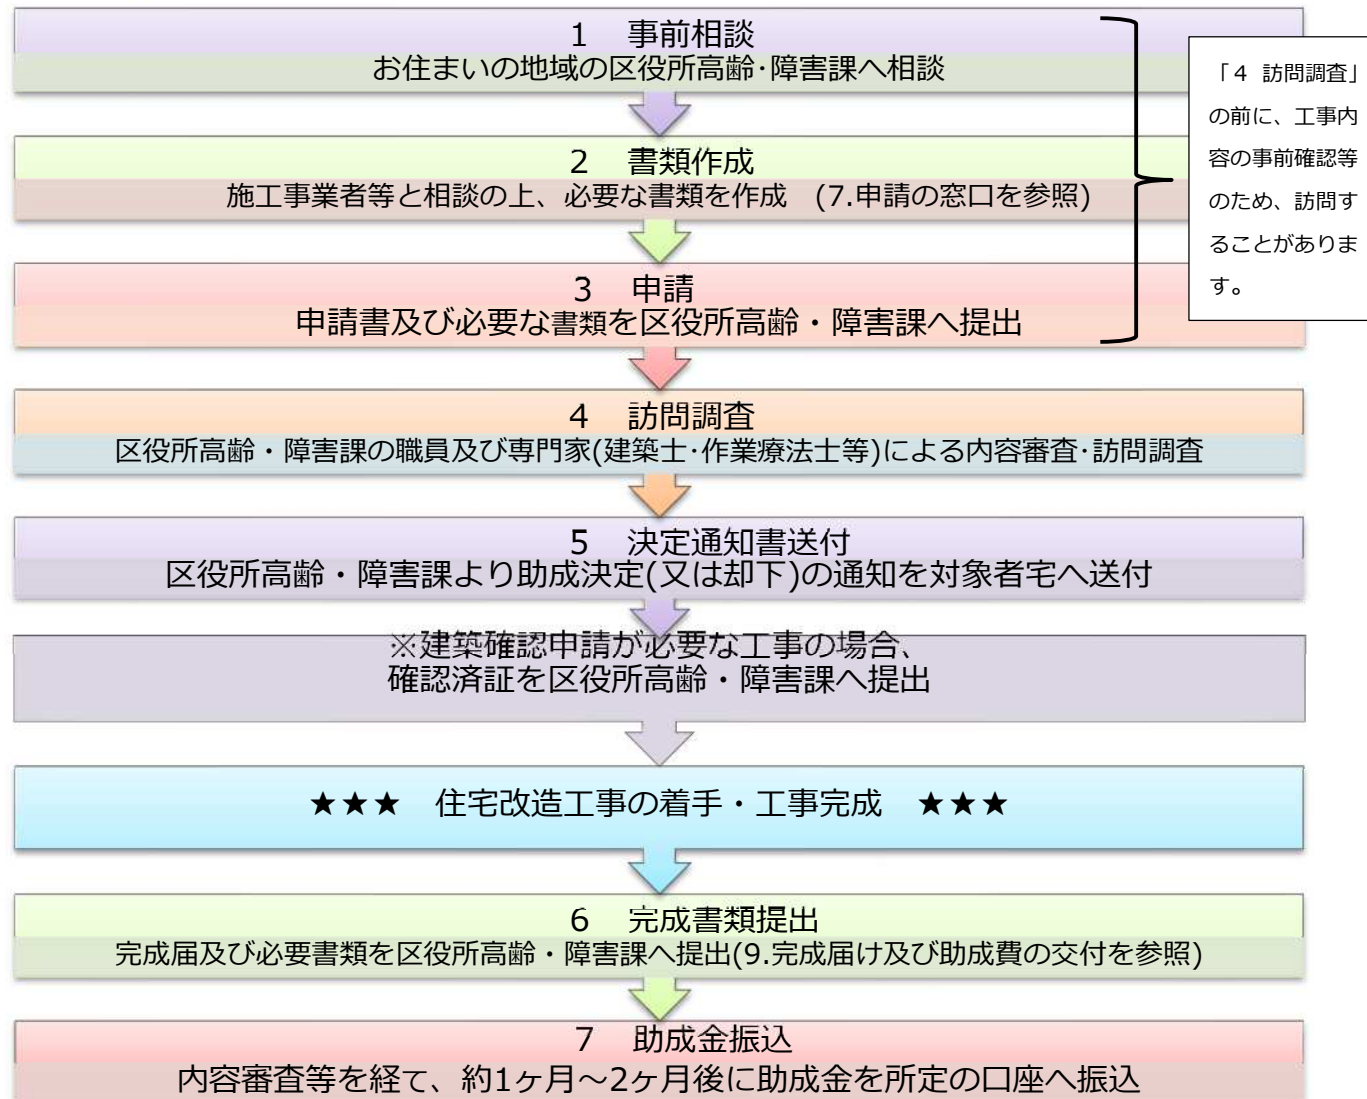 1 事前相談
お住まいの地域の区役所高齢･障害課へ相談
2 書類作成
施工事業者等と相談の上、必要な書類を作成 (7.申請の窓口を参照)
3 申請
申請書及び必要な書類を区役所高齢・障害課へ提出
「4 訪問調査」
の前に、工事内
容の事前確認等
のため、訪問す
ることがありま
す。
4 訪問調査
区役所高齢・障害課の職員及び専門家(建築士･作業療法士等)による内容審査･訪問調査
5 決定通知書送付
区役所高齢・障害課より助成決定(又は却下)の通知を対象者宅へ送付
※建築確認申請が必要な工事の場合、
確認済証を区役所高齢・障害課へ提出
★★★ 住宅改造工事の着手・工事完成 ★★★
6 完成書類提出
完成届及び必要書類を区役所高齢・障害課へ提出(9.完成届け及び助成費の交付を参照)
7 助成金振込
内容審査等を経て、約1ヶ月～2ヶ月後に助成金を所定の口座へ振込